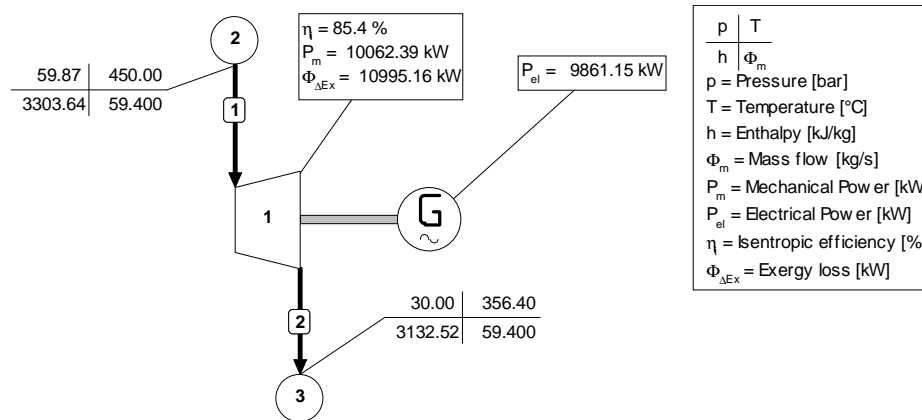 2
η = 85.4 %
P_m = 10062.39 kW
Φ_ΔEx = 10995.16 kW
P_el = 9861.15 kW
59.87 450.00
3303.64 59.400
1
1
G
2
30.00 356.40
3132.52 59.400
3
p T
h Φ_m
p = Pressure [bar]
T = Temperature [°C]
h = Enthalpy [kJ/kg]
Φ_m = Mass flow [kg/s]
P_m = Mechanical Power [kW
P_el = Electrical Power [kW]
η = Isentropic efficiency [%
Φ_ΔEx = Exergy loss [kW]